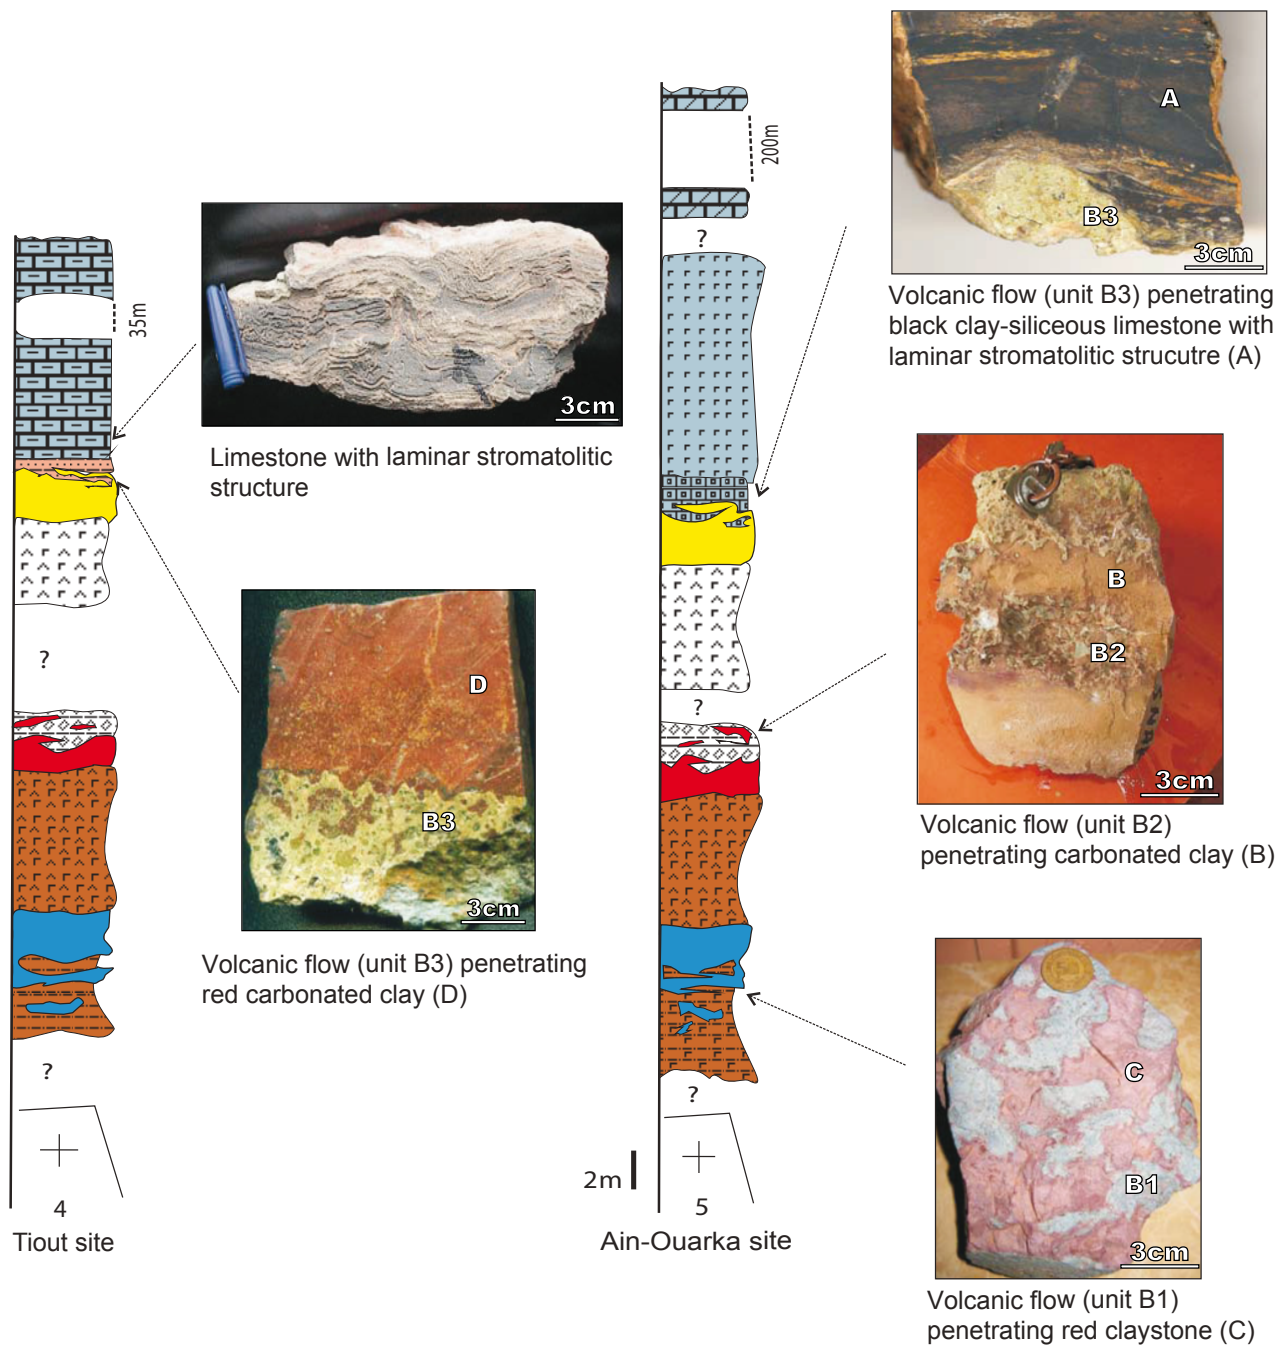 35m
?
?
4
Tiout site
3cm
Limestone with laminar stromatolitic
structure
D
B3
3cm
Volcanic flow (unit B3) penetrating
red carbonated clay (D)
200m
?
?
?
2m
5
Ain-Ouarka site
A
B3
3cm
Volcanic flow (unit B3) penetrating
black clay-siliceous limestone with
laminar stromatolitic strucutre (A)
B
B2
3cm
Volcanic flow (unit B2)
penetrating carbonated clay (B)
C
B1
3cm
Volcanic flow (unit B1)
penetrating red claystone (C)